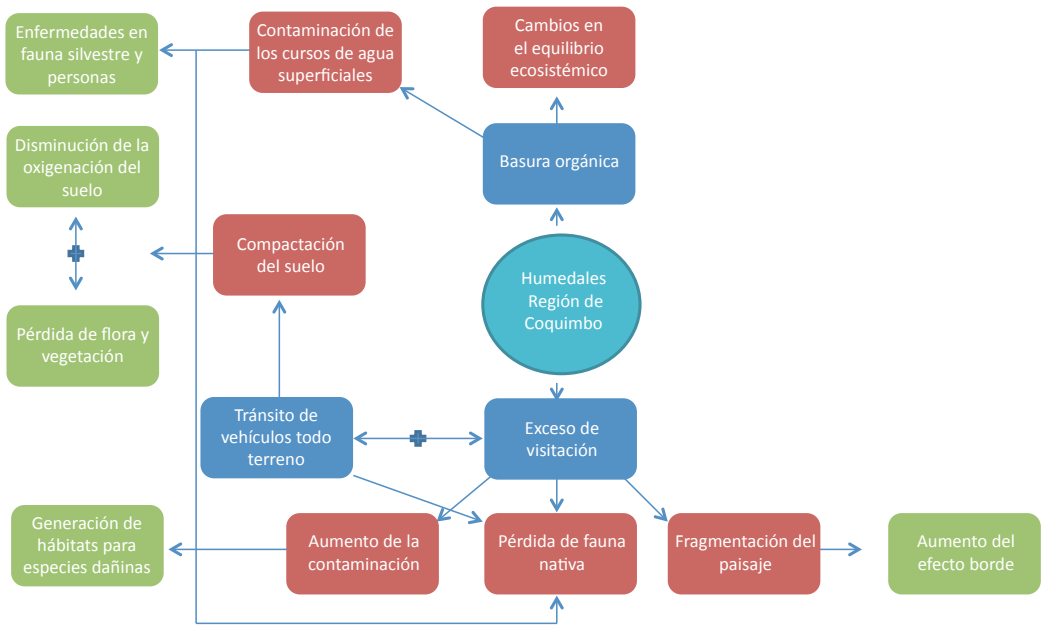 Enfermedades en
fauna silvestre y
personas
Contaminación de
los cursos de agua
superficiales
Cambios en
el equilibrio
ecosistémico
Disminución de la
oxigenación del
suelo
Basura orgánica
Compactación
del suelo
Humedales
Región de
Coquimbo
Pérdida de flora y
vegetación
Tránsito de
vehículos todo
terreno
Exceso de
visitación
Generación de
hábitats para
especies dañinas
Aumento de la
contaminación
Pérdida de fauna
nativa
Fragmentación del
paisaje
Aumento del
efecto borde